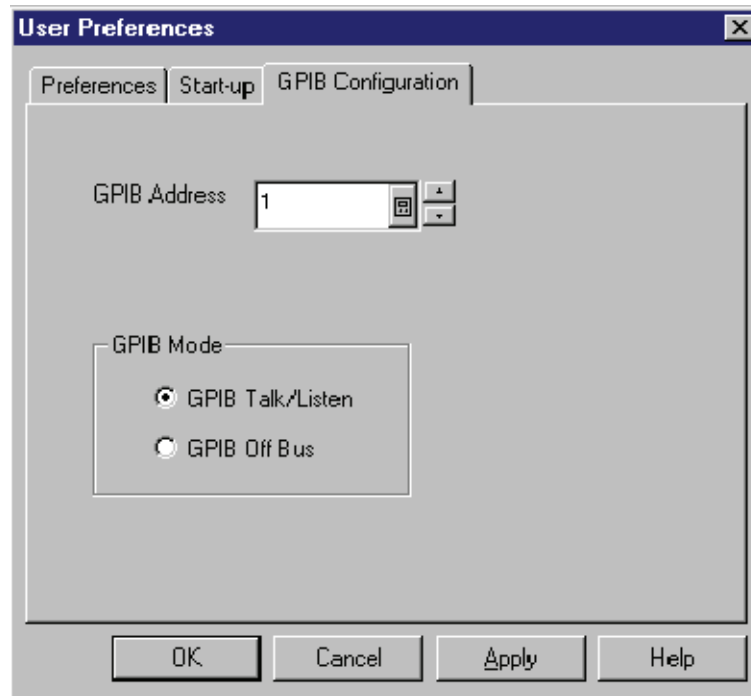 User Preferences
Preferences
Start-up
GPIB Configuration
GPIB Address
1
GPIB Mode
GPIB Talk/Listen
GPIB Off Bus
OK
Cancel
Apply
Help